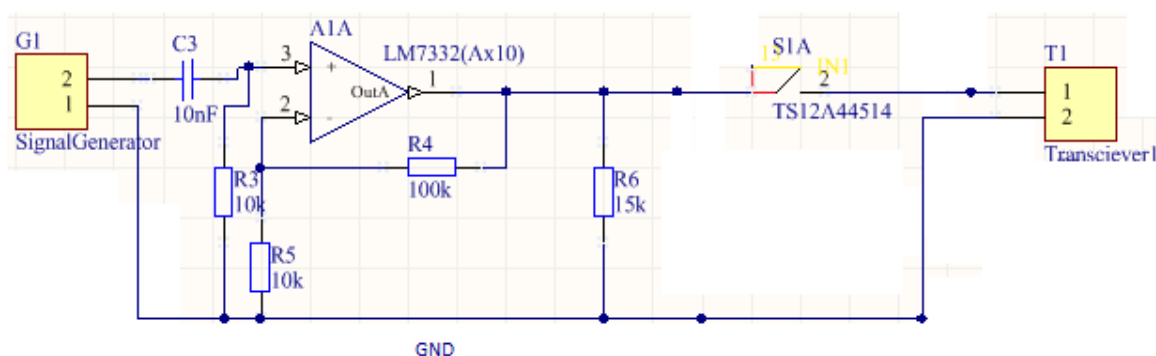 G1
2
1
SignalGenerator
C3
10nF
A1A
3
+
LM7332(Ax10)
OutA
1
2
-
R4
100k
R3
10k
R5
10k
R6
15k
S1A
IN1
2
TS12A44514
T1
1
2
Transciever1
GND